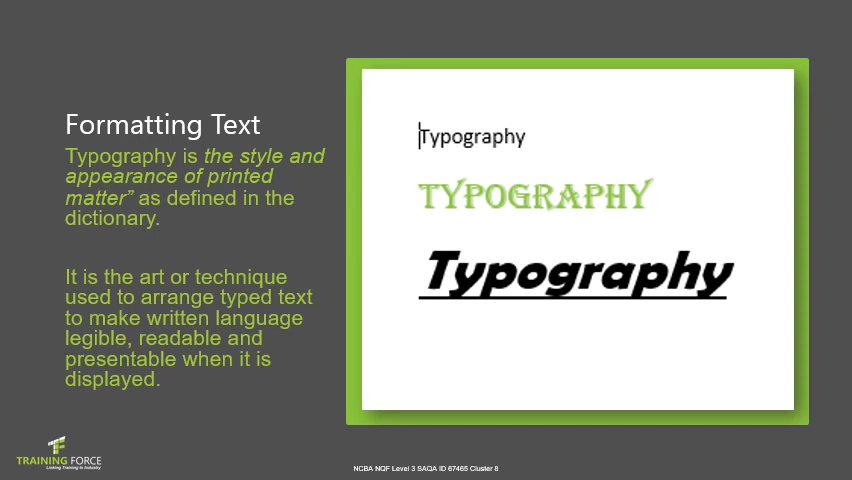 Formatting Text
Typography is the style and
appearance of printed
matter” as defined in the
dictionary.
It is the art or technique
used to arrange typed text
to make written language
legible, readable and
presentable when it is
displayed.
Typography
TYPOGRAPHY
Typography
TRAINING FORCE
Linking Training to Industry
NCBA NQF Level 3 SAQA ID 67465 Cluster 8